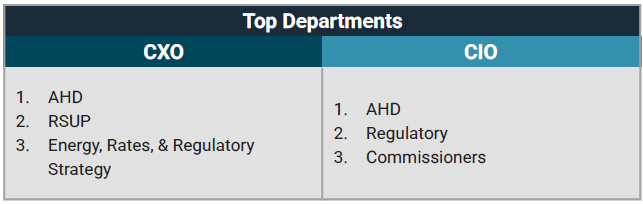 Top Departments
CXO
CIO
1. AHD
2. RSUP
3. Energy, Rates, & Regulatory
Strategy
1. AHD
2. Regulatory
3. Commissioners